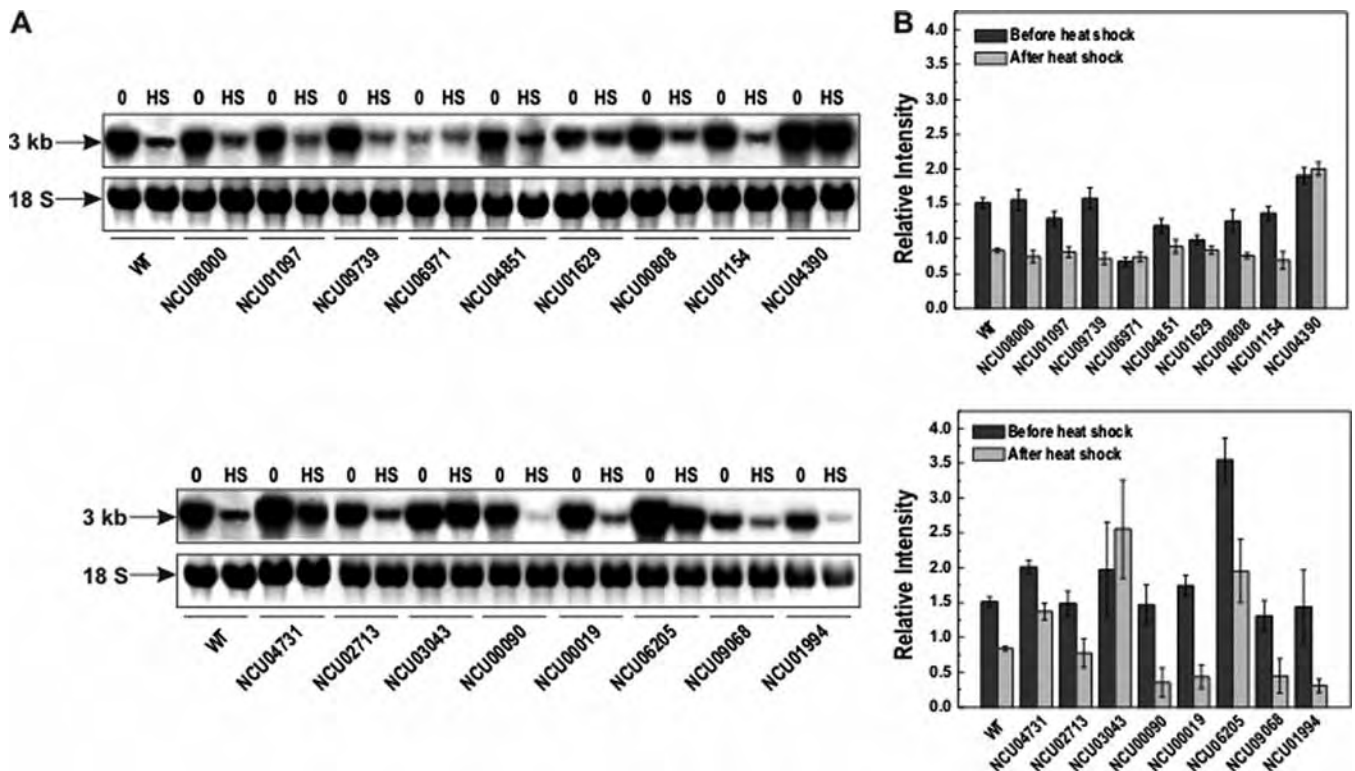 A
0 HS 0 HS 0 HS 0 HS 0 HS 0 HS 0 HS 0 HS 0 HS 0 HS
3 kb
18 S
WT NCU08000 NCU01097 NCU09739 NCU06971 NCU04851 NCU01629 NCU00808 NCU01154 NCU04390
0 HS 0 HS 0 HS 0 HS 0 HS 0 HS 0 HS 0 HS 0 HS
3 kb
18 S
WT NCU04731 NCU02713 NCU03043 NCU00090 NCU00019 NCU06205 NCU09068 NCU01994
B
Before heat shock
After heat shock
Relative Intensity
4.0
3.5
3.0
2.5
2.0
1.5
1.0
0.5
0.0
WT NCU08000 NCU01097 NCU09739 NCU06971 NCU04851 NCU01629 NCU00808 NCU01154 NCU04390
Before heat shock
After heat shock
Relative Intensity
4.0
3.5
3.0
2.5
2.0
1.5
1.0
0.5
0.0
WT NCU04731 NCU02713 NCU03043 NCU00090 NCU00019 NCU06205 NCU09068 NCU01994